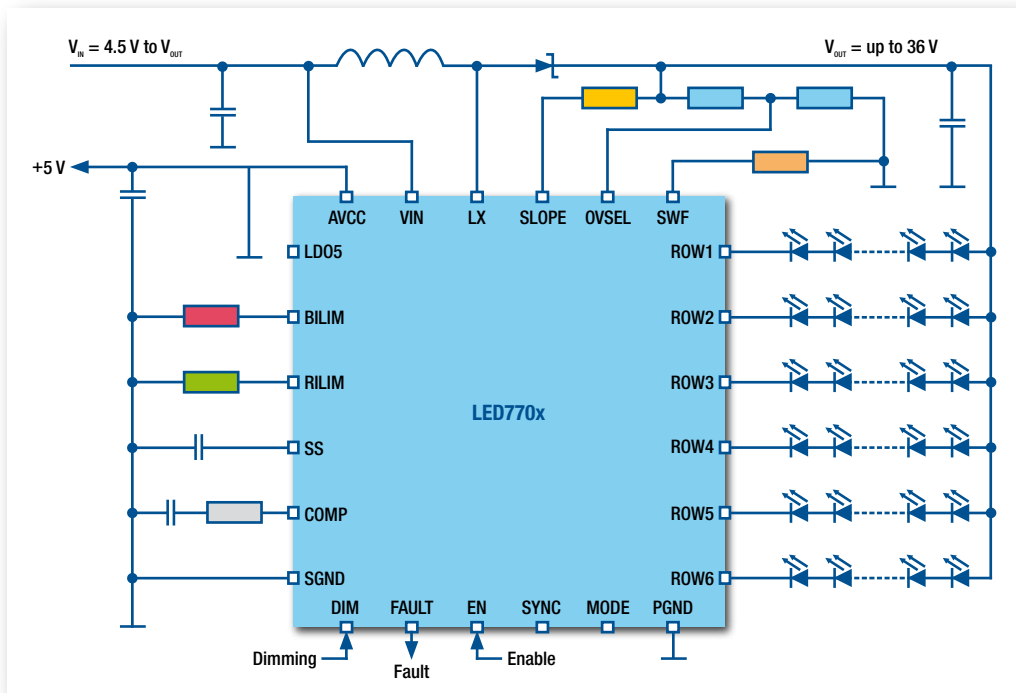 VIN = 4.5 V to VOUT
VOUT = up to 36 V
+5 V
AVCC VIN LX SLOPE OVSEL SWF
LDO5
ROW1
BILIM
ROW2
RILIM
ROW3
LED770x
SS
ROW4
COMP
ROW5
SGND
ROW6
DIM FAULT EN SYNC MODE PGND
Dimming
Enable
Fault